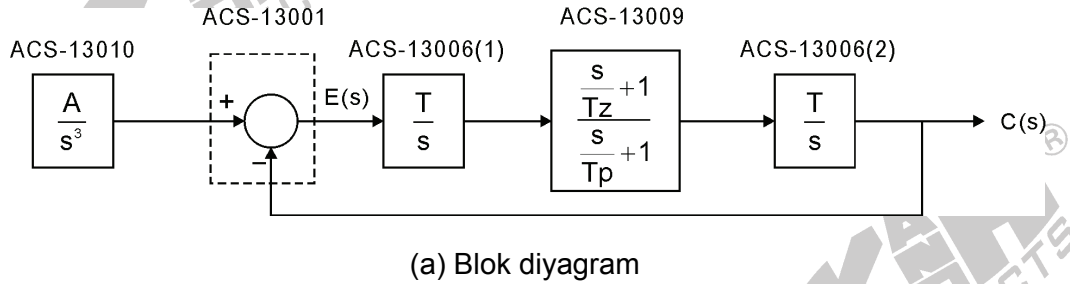 ACS-13001
ACS-13009
ACS-13010
ACS-13006(1)
ACS-13006(2)
A
s³
+
−
E(s)
T
s
s
Tz
+1
s
Tp
+1
T
s
C(s)
®
(a) Blok diyagram